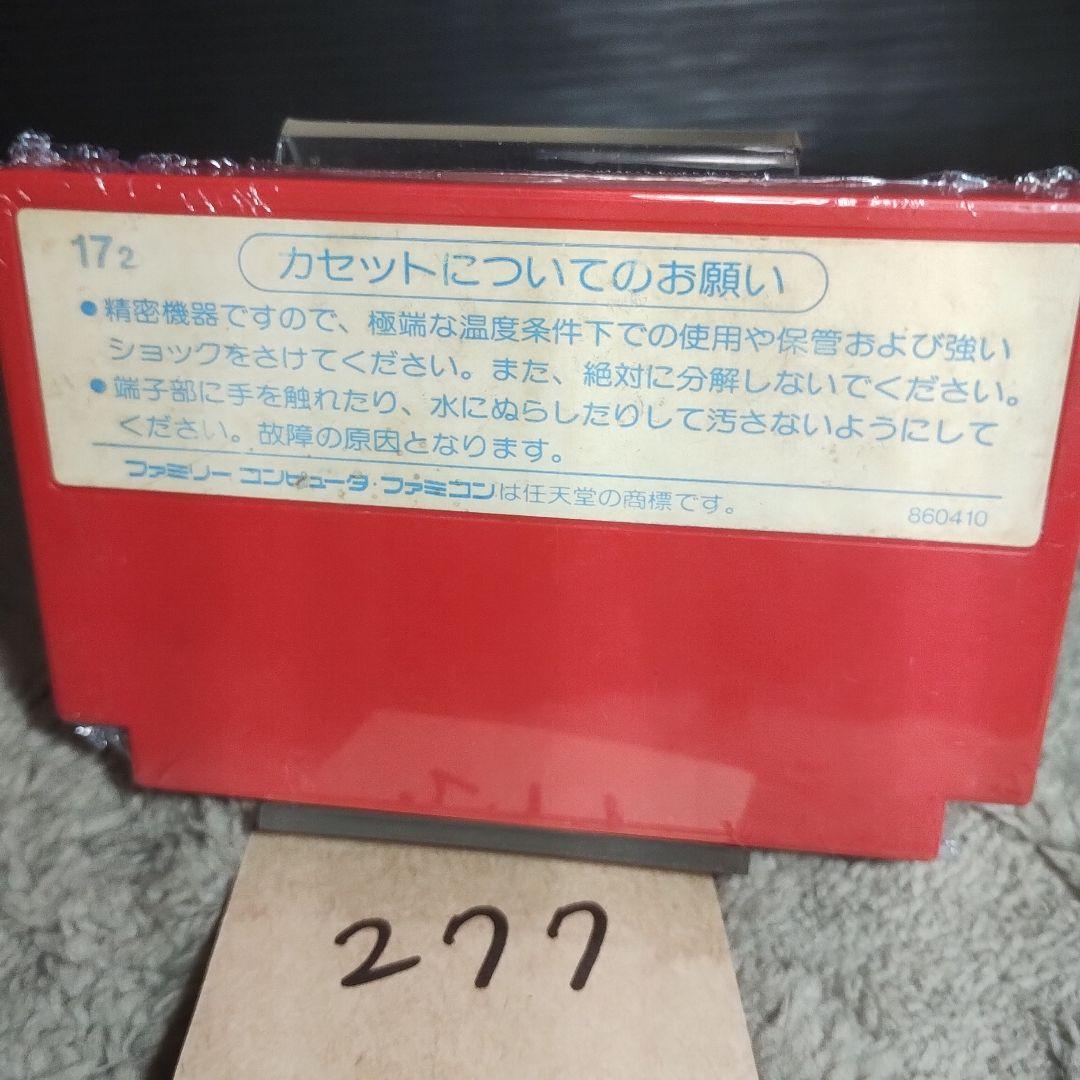 17 2
カセットについてのお願い
●精密機器ですので、極端な温度条件下での使用や保管および強い
ショックをさけてください。また、絶対に分解しないでください。
●端子部に手を触れたり、水にぬらしたりして汚さないようにして
ください。故障の原因となります。
ファミリーコンピュータ・ファミコンは任天堂の商標です。
860410
277